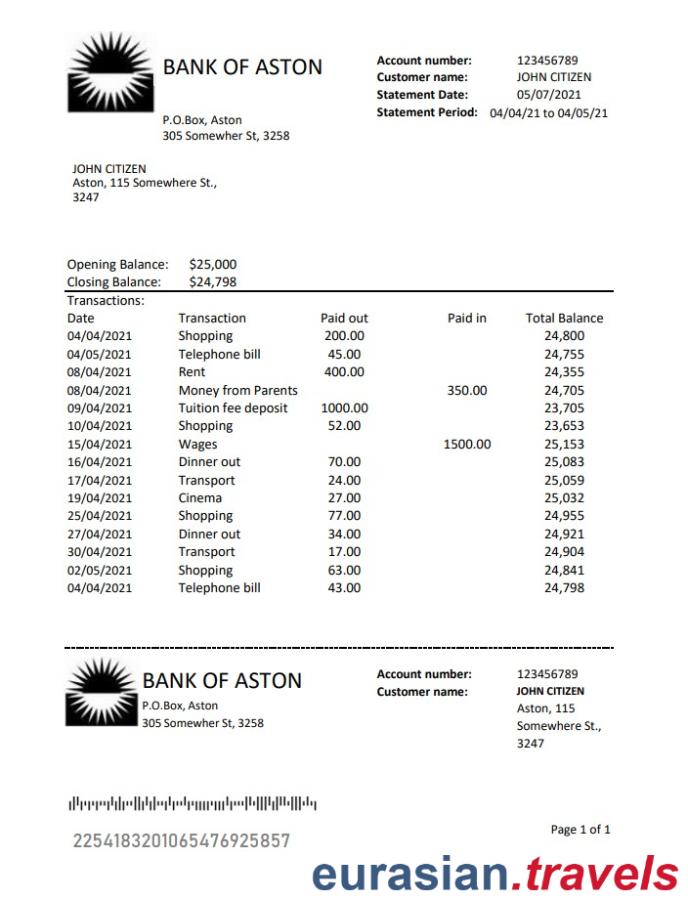 BANK OF ASTON
P.O.Box, Aston
305 Somewher St, 3258
Account number: 123456789
Customer name: JOHN CITIZEN
Statement Date: 05/07/2021
Statement Period: 04/04/21 to 04/05/21
JOHN CITIZEN
Aston, 115 Somewhere St.,
3247
Opening Balance: $25,000
Closing Balance: $24,798
Transactions:
Date Transaction Paid out Paid in Total Balance
04/04/2021 Shopping 200.00 24,800
04/05/2021 Telephone bill 45.00 24,755
08/04/2021 Rent 400.00 24,355
08/04/2021 Money from Parents 350.00 24,705
09/04/2021 Tuition fee deposit 1000.00 23,705
10/04/2021 Shopping 52.00 23,653
15/04/2021 Wages 1500.00 25,153
16/04/2021 Dinner out 70.00 25,083
17/04/2021 Transport 24.00 25,059
19/04/2021 Cinema 27.00 25,032
25/04/2021 Shopping 77.00 24,955
27/04/2021 Dinner out 34.00 24,921
30/04/2021 Transport 17.00 24,904
02/05/2021 Shopping 63.00 24,841
04/04/2021 Telephone bill 43.00 24,798
BANK OF ASTON
P.O.Box, Aston
305 Somewher St, 3258
Account number: 123456789
Customer name: JOHN CITIZEN
Aston, 115
Somewhere St.,
3247
2254183201065476925857
Page 1 of 1
eurasian.travels